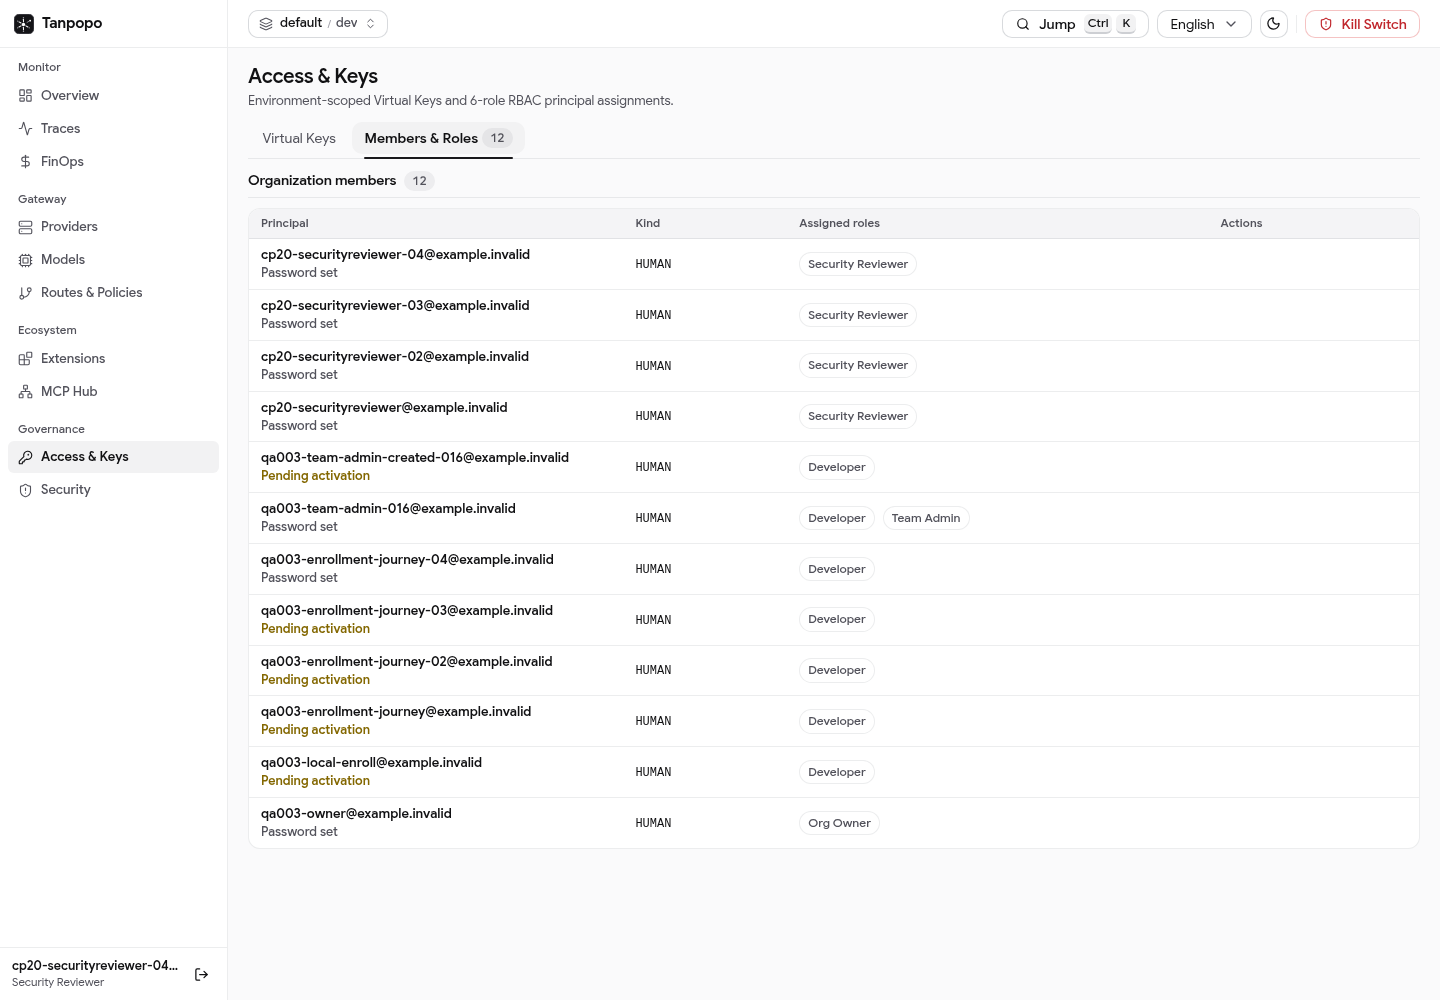 Tanpopo
default / dev
Jump Ctrl K
English
Kill Switch
Monitor
Overview
Traces
FinOps
Gateway
Providers
Models
Routes & Policies
Ecosystem
Extensions
MCP Hub
Governance
Access & Keys
Security
cp20-securityreviewer-04...
Security Reviewer
Access & Keys
Environment-scoped Virtual Keys and 6-role RBAC principal assignments.
Virtual Keys Members & Roles 12
Organization members 12
Principal Kind Assigned roles Actions
cp20-securityreviewer-04@example.invalid
Password set
HUMAN
Security Reviewer
cp20-securityreviewer-03@example.invalid
Password set
HUMAN
Security Reviewer
cp20-securityreviewer-02@example.invalid
Password set
HUMAN
Security Reviewer
cp20-securityreviewer@example.invalid
Password set
HUMAN
Security Reviewer
qa003-team-admin-created-016@example.invalid
Pending activation
HUMAN
Developer
qa003-team-admin-016@example.invalid
Password set
HUMAN
Developer Team Admin
qa003-enrollment-journey-04@example.invalid
Password set
HUMAN
Developer
qa003-enrollment-journey-03@example.invalid
Pending activation
HUMAN
Developer
qa003-enrollment-journey-02@example.invalid
Pending activation
HUMAN
Developer
qa003-enrollment-journey@example.invalid
Pending activation
HUMAN
Developer
qa003-local-enroll@example.invalid
Pending activation
HUMAN
Developer
qa003-owner@example.invalid
Password set
HUMAN
Org Owner